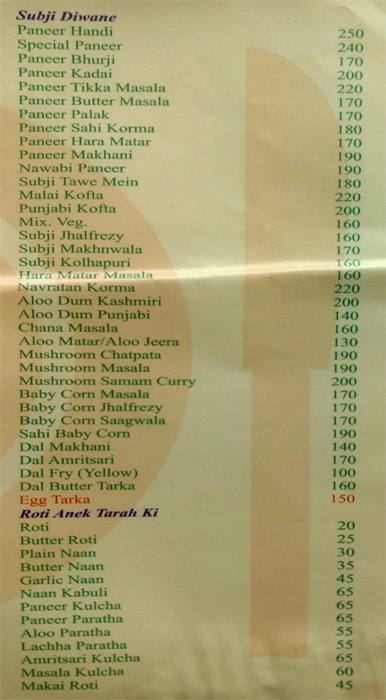 Subji Diwane
Paneer Handi 250
Special Paneer 240
Paneer Bhurji 170
Paneer Kadai 200
Paneer Tikka Masala 220
Paneer Butter Masala 170
Paneer Palak 170
Paneer Sahi Korma 180
Paneer Hara Matar 170
Paneer Makhani 190
Nawabi Paneer 190
Subji Tawe Mein 180
Malai Kofta 220
Punjabi Kofta 200
Mix. Veg. 160
Subji Jhalfrezy 160
Subji Makhnwala 170
Subji Kolhapuri 160
Hara Matar Masala 160
Navratan Korma 220
Aloo Dum Kashmiri 200
Aloo Dum Punjabi 140
Chana Masala 160
Aloo Matar/Aloo Jeera 130
Mushroom Chatpata 190
Mushroom Masala 190
Mushroom Samam Curry 200
Baby Corn Masala 170
Baby Corn Jhalfrezy 170
Baby Corn Saagwala 170
Sahi Baby Corn 190
Dal Makhani 140
Dal Amritsari 170
Dal Fry (Yellow) 100
Dal Butter Tarka 160
Egg Tarka 150
Roti Anek Tarah Ki
Roti 20
Butter Roti 25
Plain Naan 30
Butter Naan 35
Garlic Naan 45
Naan Kabuli 65
Paneer Kulcha 65
Paneer Paratha 65
Aloo Paratha 55
Lachha Paratha 55
Amritsari Kulcha 65
Masala Kulcha 60
Makai Roti 45